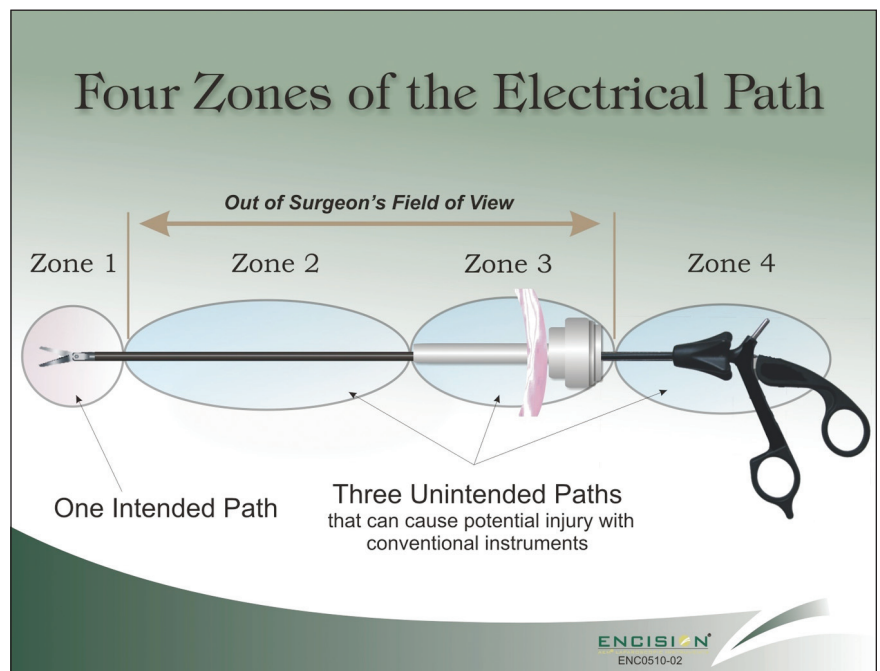 Four Zones of the Electrical Path
Out of Surgeon's Field of View
Zone 1
Zone 2
Zone 3
Zone 4
One Intended Path
Three Unintended Paths
that can cause potential injury with
conventional instruments
ENCISION
ENC0510-02